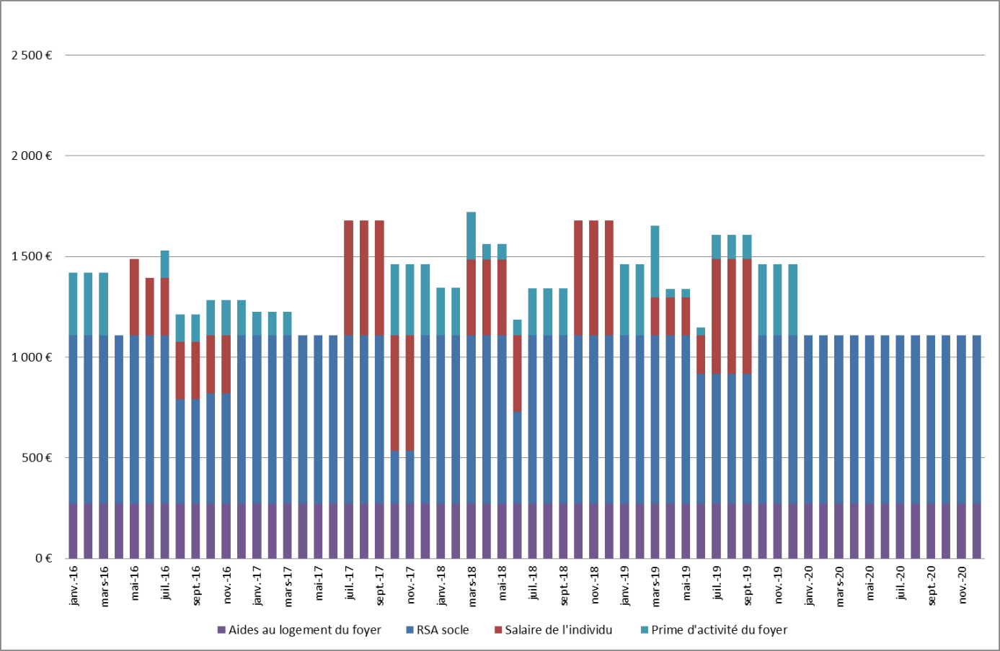 2 500 €
2 000 €
1 500 €
1 000 €
500 €
0 €
janv.-16
mars-16
mai-16
juil.-16
sept.-16
nov.-16
janv.-17
mars-17
mai-17
juil.-17
sept.-17
nov.-17
janv.-18
mars-18
mai-18
juil.-18
sept.-18
nov.-18
janv.-19
mars-19
mai-19
juil.-19
sept.-19
nov.-19
janv.-20
mars-20
mai-20
juil.-20
sept.-20
nov.-20
Aides au logement du foyer RSA socle Salaire de l'individu Prime d'activité du foyer